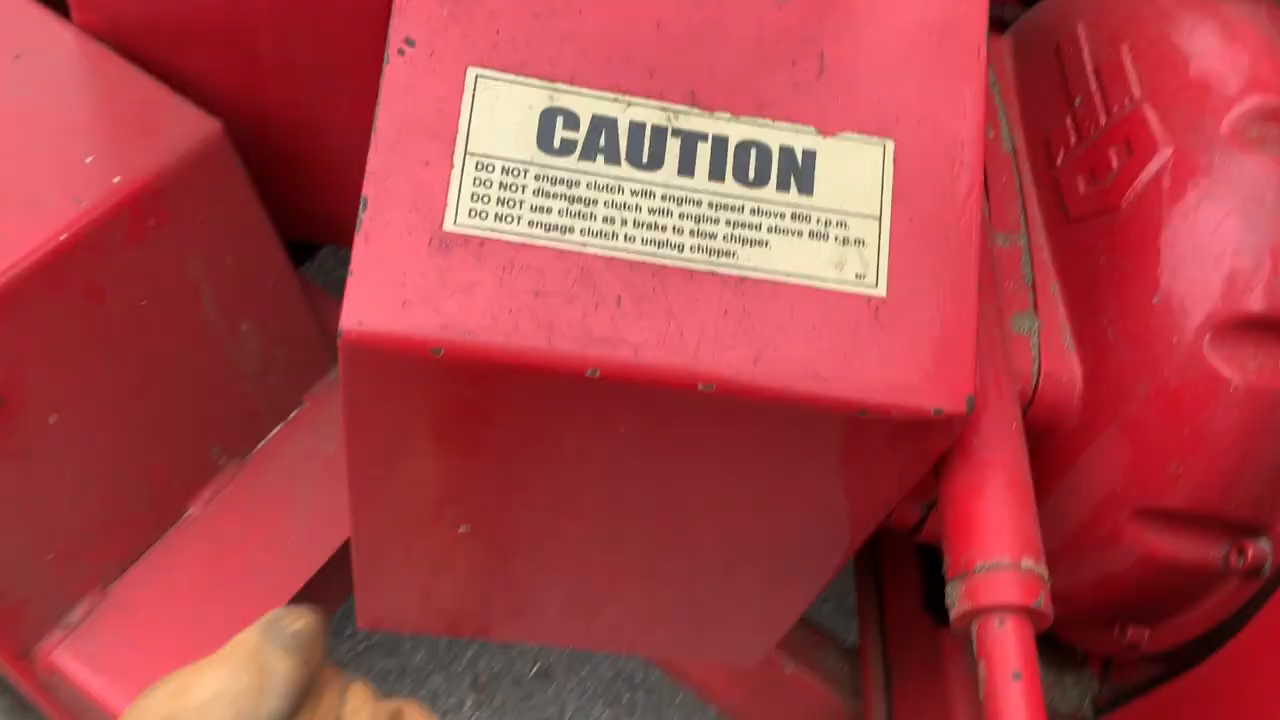 CAUTION
DO NOT engage clutch with engine speed above 800 r.p.m.
DO NOT disengage clutch with engine speed above 800 r.p.m.
DO NOT use clutch as a brake to slow chipper.
DO NOT engage clutch to unplug chipper.